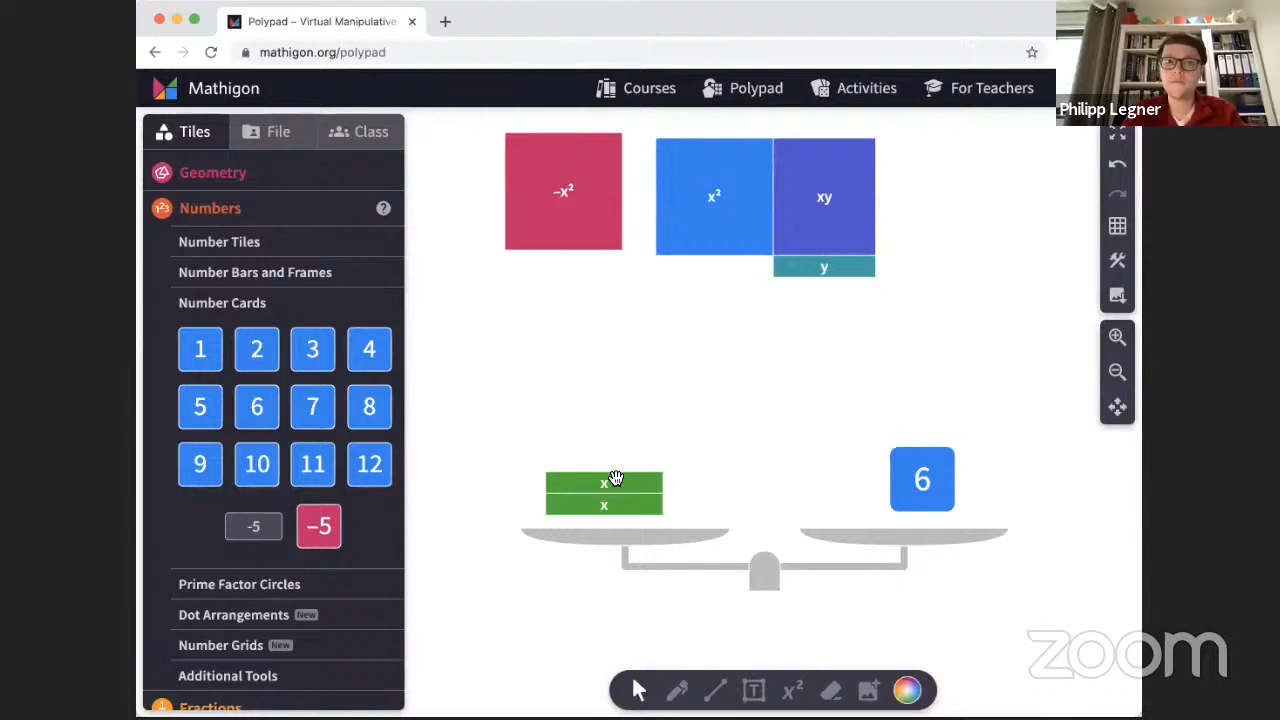 Polypad – Virtual Manipulative
mathigon.org/polypad
Mathigon
Courses
Polypad
Activities
For Teachers
Philipp Legner
Tiles
File
Class
Geometry
Numbers
?
Number Tiles
Number Bars and Frames
Number Cards
1 2 3 4
5 6 7 8
9 10 11 12
-5 –5
Prime Factor Circles
Dot Arrangements New
Number Grids New
Additional Tools
Fractions
–x²
x² xy
y
x
x
6
T x²
zoom